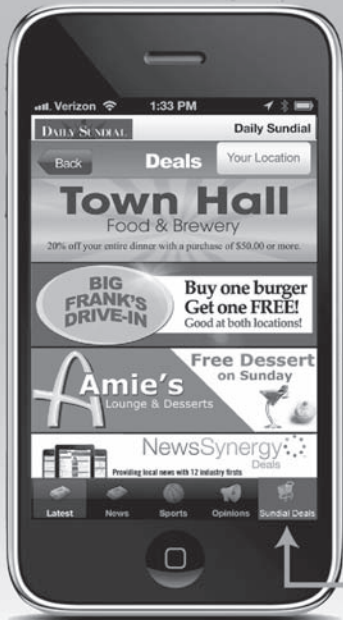 Verizon 1:33 PM
DAILY SUNDIAL Daily Sundial
Back Deals Your Location
Town Hall
Food & Brewery
20% off your entire dinner with a purchase of $50.00 or more.
BIG
FRANK'S
DRIVE-IN
Buy one burger
Get one FREE!
Good at both locations!
Amie's
Lounge & Desserts
Free Dessert
on Sunday
NewsSynergy
Deals
Providing local news with 12 industry firsts
Latest News Sports Opinions Sundial Deals